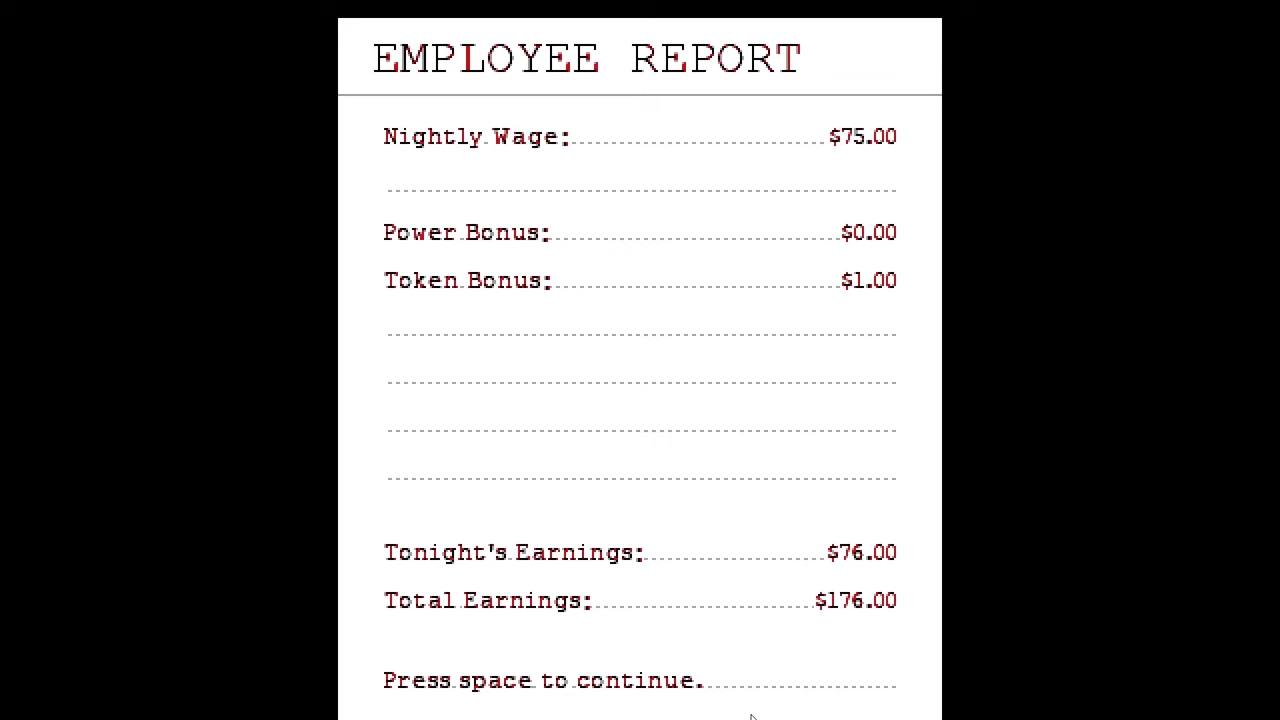 EMPLOYEE REPORT
Nightly Wage: $75.00
Power Bonus: $0.00
Token Bonus: $1.00
Tonight's Earnings: $76.00
Total Earnings: $176.00
Press space to continue.